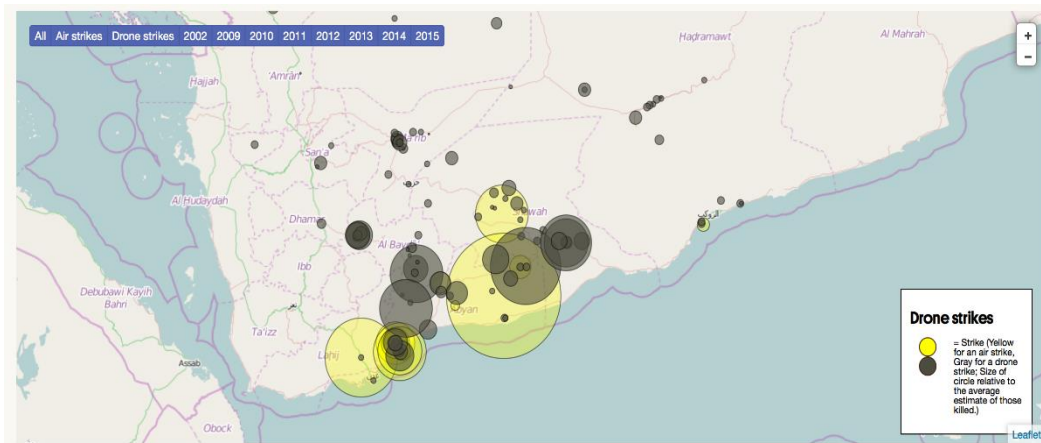 All Air strikes Drone strikes 2002 2009 2010 2011 2012 2013 2014 2015
+
−
Al Mahrah
Hadramawt
'Amran
Hajjah
San'a
Al Hudaydah
Dhamar
Al Bayda
Ibb
Debubawi Kayih
Bahri
Abyan
Ta'izz
Lahij
Assab
Obock
Drone strikes
= Strike (Yellow
for an air strike,
Gray for a drone
strike; Size of
circle relative to
the average
estimate of those
killed.)
Leaflet